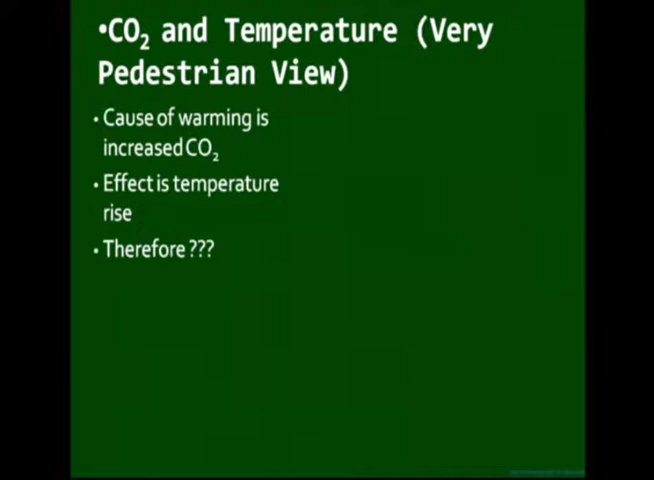 •CO₂ and Temperature (Very
Pedestrian View)
• Cause of warming is
increased CO₂
• Effect is temperature
rise
• Therefore ???